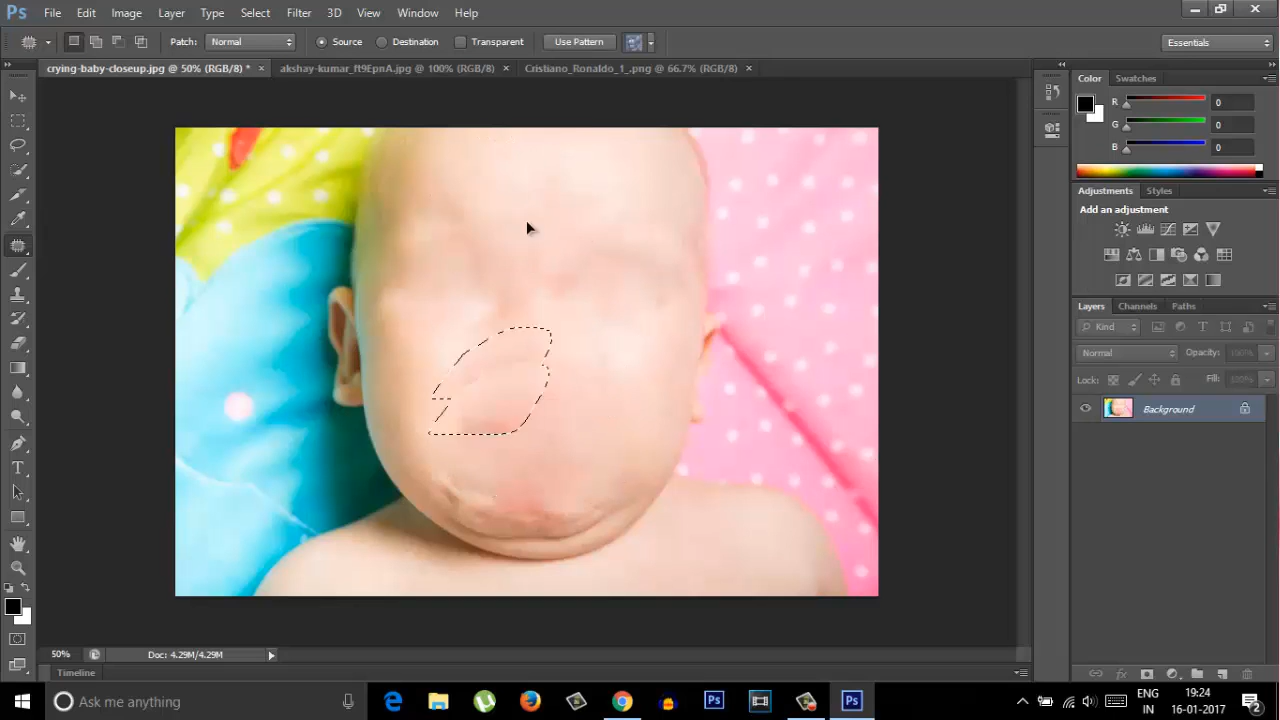 Ps File Edit Image Layer Type Select Filter 3D View Window Help
Patch: Normal Source Destination Transparent Use Pattern Essentials
crying-baby-closeup.jpg @ 50% (RGB/8) * × akshay-kumar_ft9EpnA.jpg @ 100% (RGB/8) × Cristiano_Ronaldo_1_.png @ 66.7% (RGB/8) ×
Color Swatches
R 0
G 0
B 0
Adjustments Styles
Add an adjustment
Layers Channels Paths
Kind
Normal Opacity: 100%
Lock: Fill: 100%
Background
50% Doc: 4.29M/4.29M
Timeline
Ask me anything
ENG 19:24
IN 16-01-2017
2